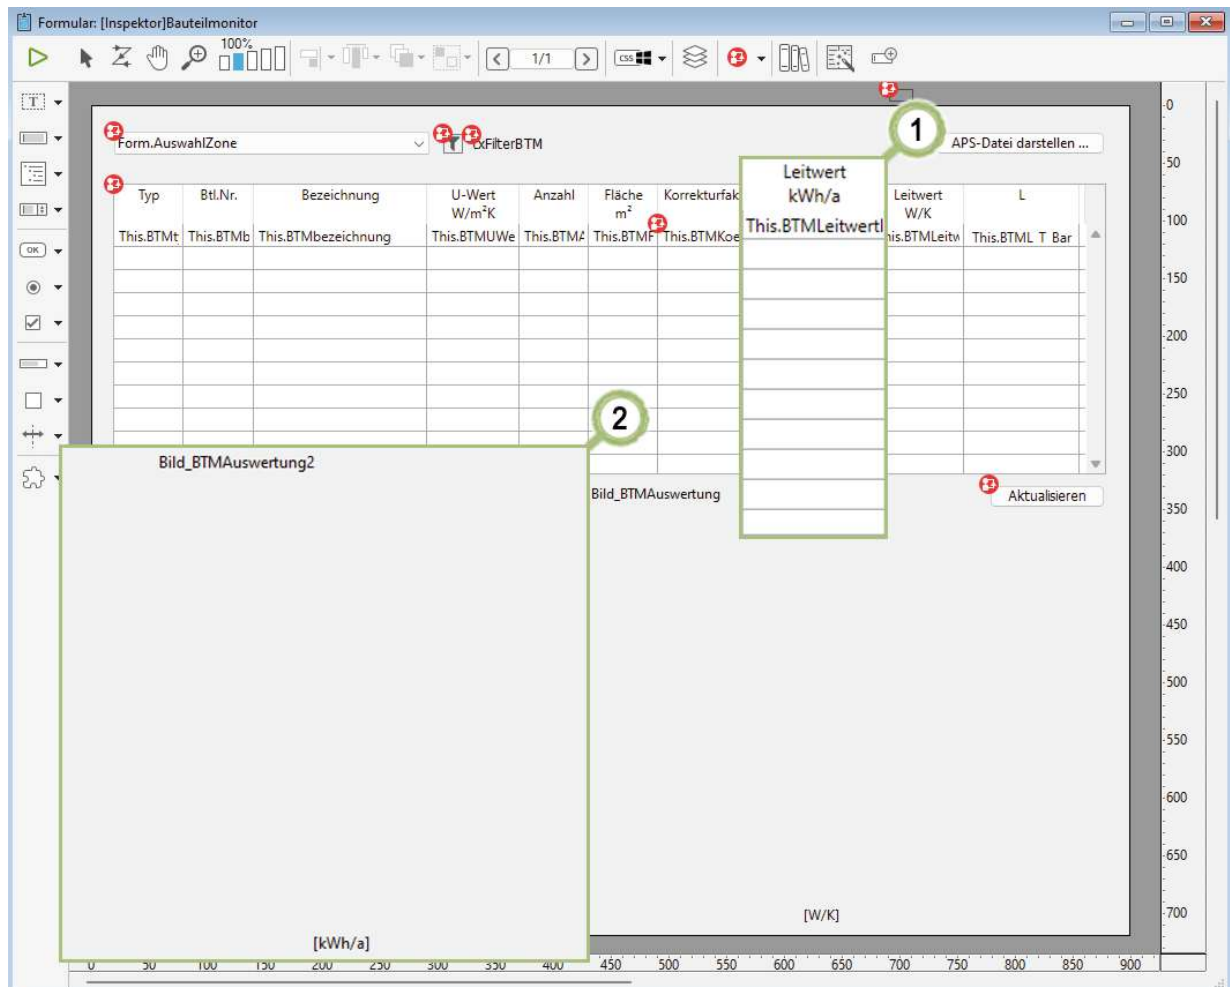 Formular: [Inspektor]Bauteilmonitor
100%
1/1
CSS
T
OK
Form.AuswahlZone
txFilterBTM
1
APS-Datei darstellen ...
Typ Btl.Nr. Bezeichnung U-Wert W/m²K Anzahl Fläche m² Korrekturfak Leitwert kWh/a Leitwert W/K L
This.BTMt This.BTMb This.BTMbezeichnung This.BTMUWe This.BTMA This.BTMF This.BTMKoe This.BTMLeitwertl his.BTMLeitw This.BTML_T_Bar
2
Bild_BTMAuswertung2
Bild_BTMAuswertung
Aktualisieren
[kWh/a]
[W/K]
0
50
100
150
200
250
300
350
400
450
500
550
600
650
700
0 50 100 150 200 250 300 350 400 450 500 550 600 650 700 750 800 850 900